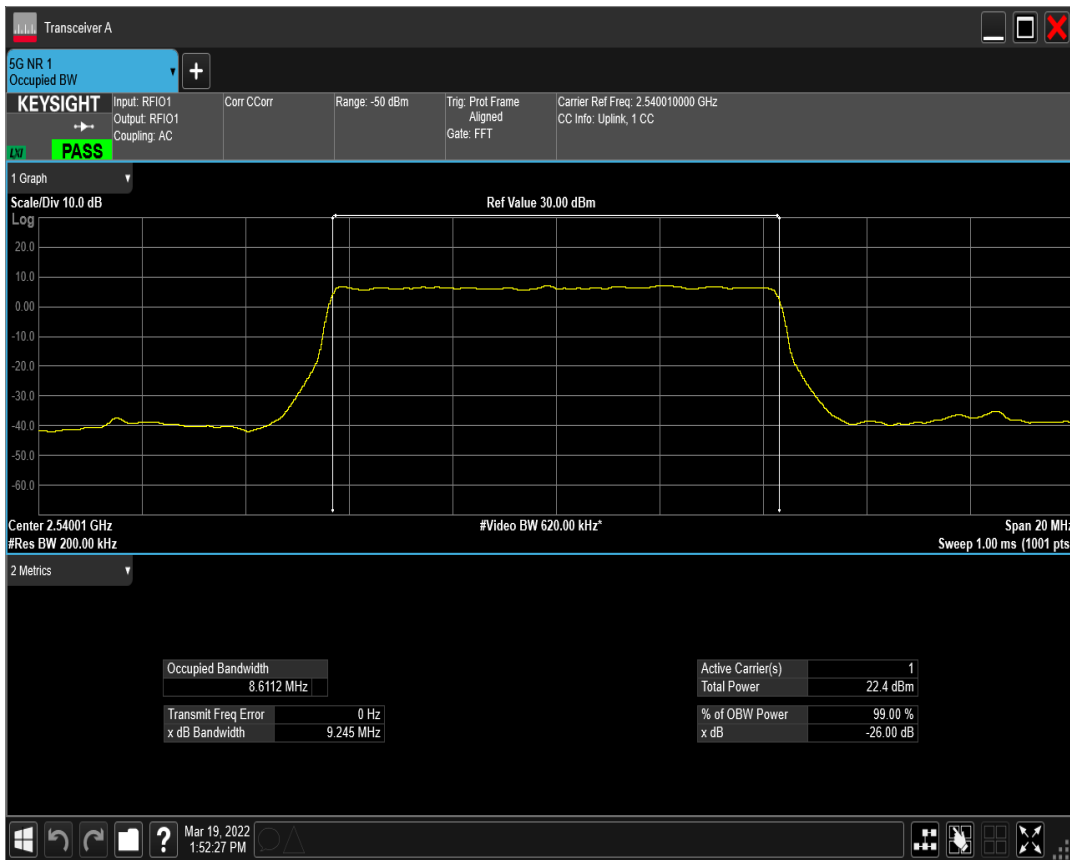 Transceiver A
5G NR 1
Occupied BW
KEYSIGHT
LXI
PASS
Input: RFIO1
Output: RFIO1
Coupling: AC
Corr CCorr
Range: -50 dBm
Trig: Prot Frame
Aligned
Gate: FFT
Carrier Ref Freq: 2.540010000 GHz
CC Info: Uplink, 1 CC
1 Graph
Scale/Div 10.0 dB
Ref Value 30.00 dBm
Log
20.0
10.0
0.00
-10.0
-20.0
-30.0
-40.0
-50.0
-60.0
Center 2.54001 GHz
#Video BW 620.00 kHz*
Span 20 MHz
#Res BW 200.00 kHz
Sweep 1.00 ms (1001 pts
2 Metrics
Occupied Bandwidth
8.6112 MHz
Transmit Freq Error 0 Hz
x dB Bandwidth 9.245 MHz
Active Carrier(s) 1
Total Power 22.4 dBm
% of OBW Power 99.00 %
x dB -26.00 dB
?
Mar 19, 2022
1:52:27 PM